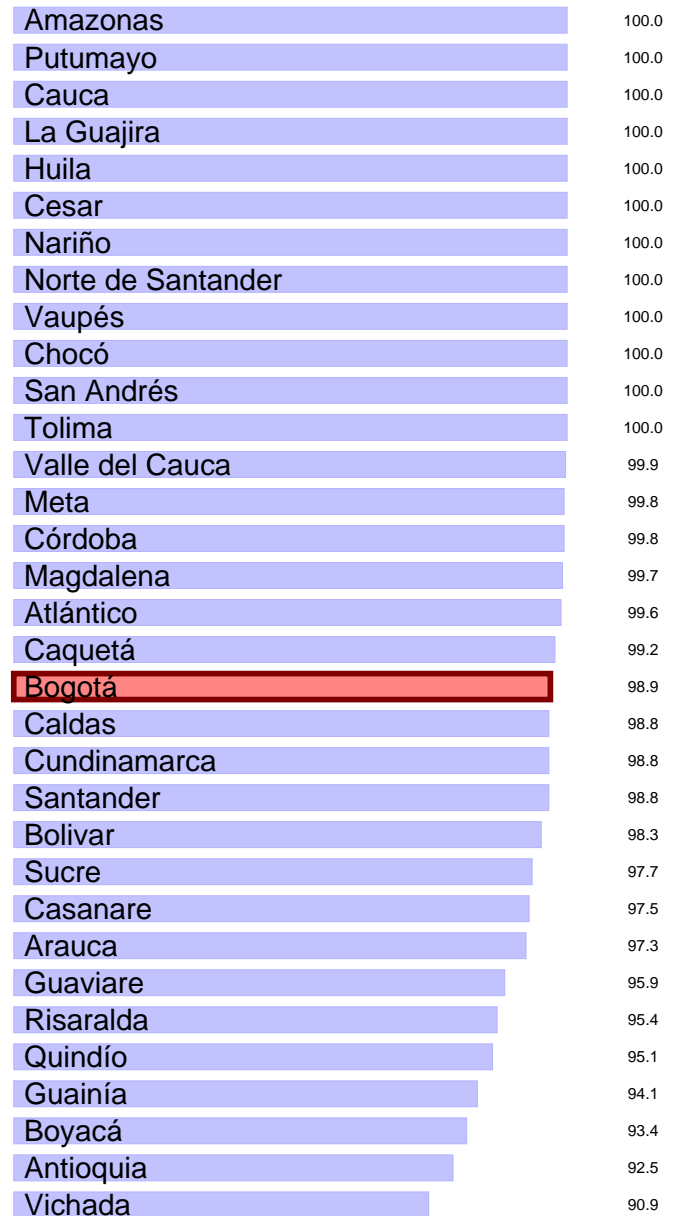 Amazonas 100.0
Putumayo 100.0
Cauca 100.0
La Guajira 100.0
Huila 100.0
Cesar 100.0
Nariño 100.0
Norte de Santander 100.0
Vaupés 100.0
Chocó 100.0
San Andrés 100.0
Tolima 100.0
Valle del Cauca 99.9
Meta 99.8
Córdoba 99.8
Magdalena 99.7
Atlántico 99.6
Caquetá 99.2
Bogotá 98.9
Caldas 98.8
Cundinamarca 98.8
Santander 98.8
Bolivar 98.3
Sucre 97.7
Casanare 97.5
Arauca 97.3
Guaviare 95.9
Risaralda 95.4
Quindío 95.1
Guainía 94.1
Boyacá 93.4
Antioquia 92.5
Vichada 90.9